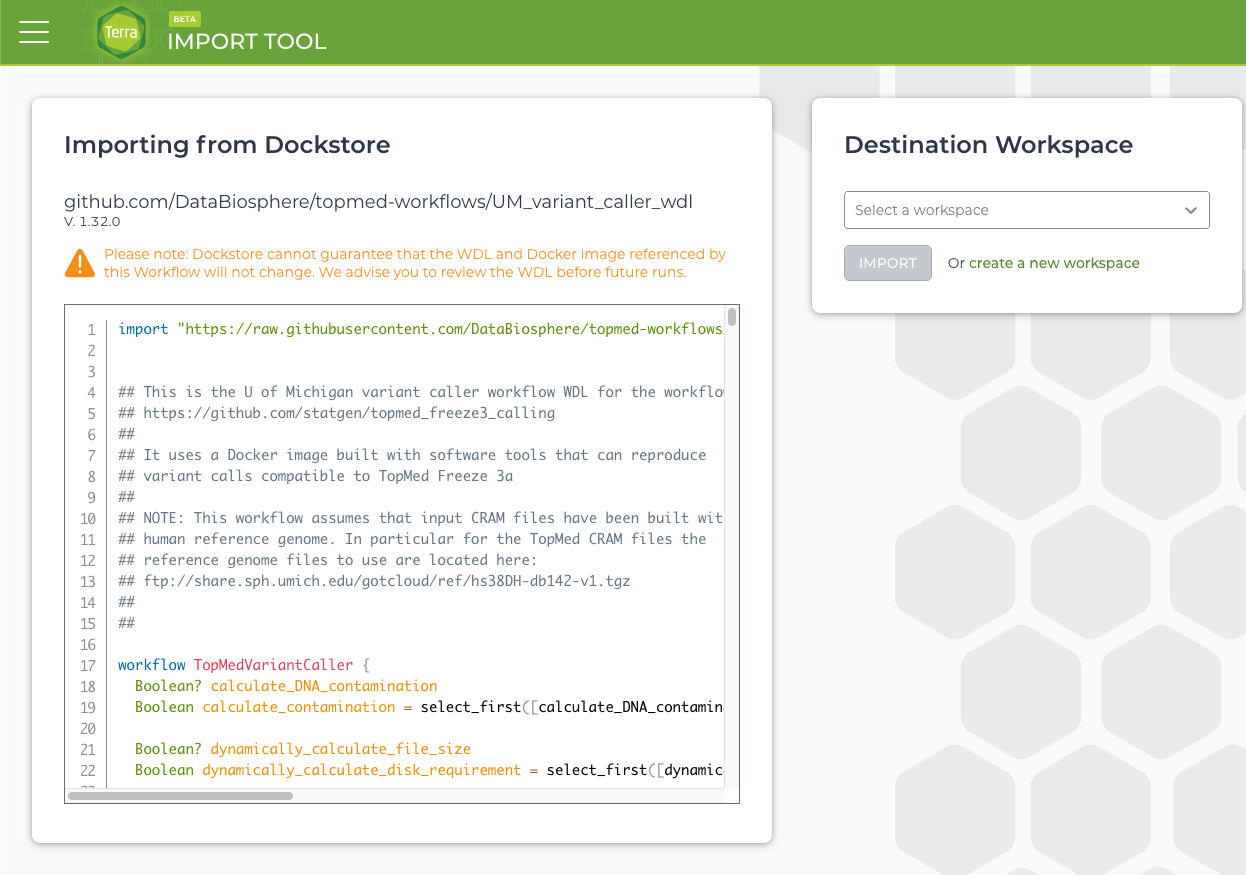 Terra
BETA
IMPORT TOOL
Importing from Dockstore
github.com/DataBiosphere/topmed-workflows/UM_variant_caller_wdl
V. 1.32.0
Please note: Dockstore cannot guarantee that the WDL and Docker image referenced by
this Workflow will not change. We advise you to review the WDL before future runs.
1 import "https://raw.githubusercontent.com/DataBiosphere/topmed-workflows
2
3
4 ## This is the U of Michigan variant caller workflow WDL for the workflow
5 ## https://github.com/statgen/topmed_freeze3_calling
6 ##
7 ## It uses a Docker image built with software tools that can reproduce
8 ## variant calls compatible to TopMed Freeze 3a
9 ##
10 ## NOTE: This workflow assumes that input CRAM files have been built wit
11 ## human reference genome. In particular for the TopMed CRAM files the
12 ## reference genome files to use are located here:
13 ## ftp://share.sph.umich.edu/gotcloud/ref/hs38DH-db142-v1.tgz
14 ##
15 ##
16
17 workflow TopMedVariantCaller {
18 Boolean? calculate_DNA_contamination
19 Boolean calculate_contamination = select_first([calculate_DNA_contamin
20
21 Boolean? dynamically_calculate_file_size
22 Boolean dynamically_calculate_disk_requirement = select_first([dynamic
Destination Workspace
Select a workspace
IMPORT Or create a new workspace